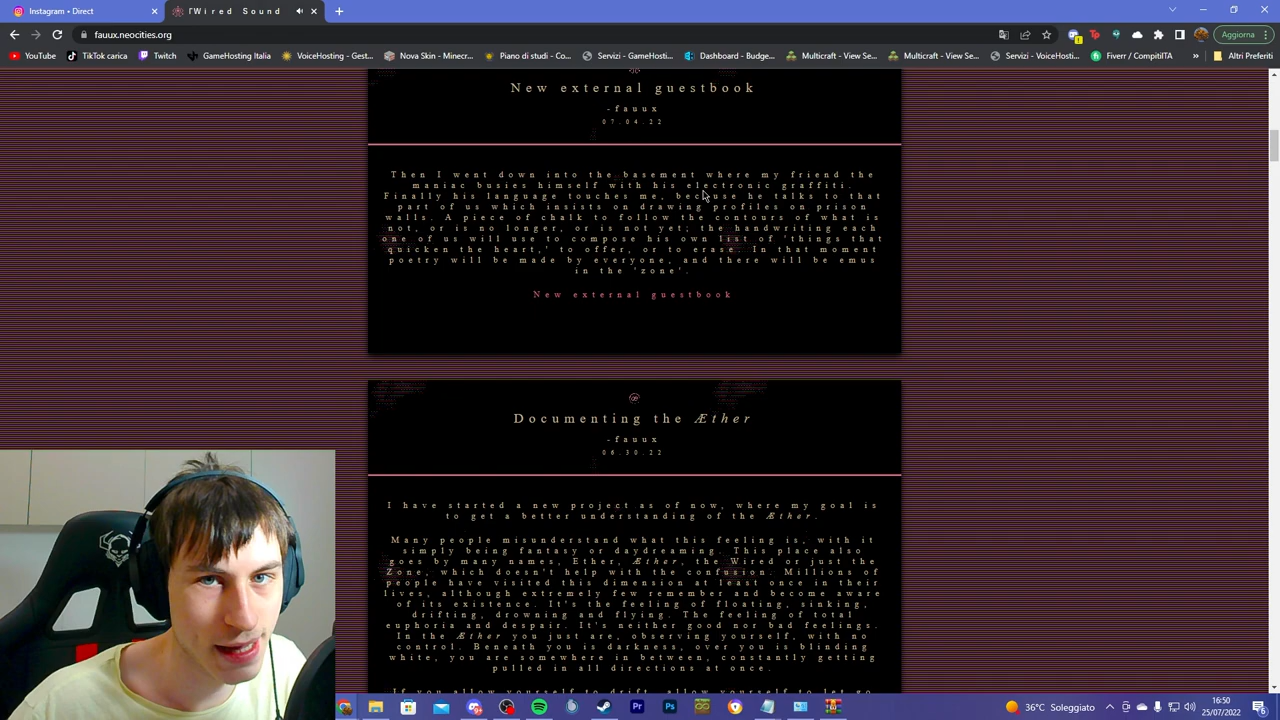 Instagram • Direct
⌈Wired Sound
fauux.neocities.org
Aggiorna
YouTube
TikTok carica
Twitch
GameHosting Italia
VoiceHosting - Gest...
Nova Skin - Minecr...
Piano di studi - Co...
Servizi - GameHosti...
Dashboard - Budge...
Multicraft - View Se...
Multicraft - View Se...
Servizi - VoiceHosti...
Fiverr / CompitiITA
»
Altri Preferiti
New external guestbook
-fauux
07.04.22
Then I went down into the basement where my friend the
maniac busies himself with his electronic graffiti.
Finally his language touches me, because he talks to that
part of us which insists on drawing profiles on prison
walls. A piece of chalk to follow the contours of what is
not, or is no longer, or is not yet; the handwriting each
one of us will use to compose his own list of 'things that
quicken the heart,' to offer, or to erase. In that moment
poetry will be made by everyone, and there will be emus
in the 'zone'.
New external guestbook
Documenting the Æther
-fauux
06.30.22
I have started a new project as of now, where my goal is
to get a better understanding of the Æther.
Many people misunderstand what this feeling is, with it
simply being fantasy or daydreaming. This place also
goes by many names, Ether, Æther, the Wired or just the
Zone, which doesn't help with the confusion. Millions of
people have visited this dimension at least once in their
lives, although extremely few remember and become aware
of its existence. It's the feeling of floating, sinking,
drifting, drowning and flying. The feeling of total
euphoria and despair. It's neither good nor bad feelings.
In the Æther you just are, observing yourself, with no
control. Beneath you is darkness, over you is blinding
white, you are somewhere in between, constantly getting
pulled in all directions at once.
If you allow yourself to drift, allow yourself to let go
36°C Soleggiato
16:50
25/07/2022